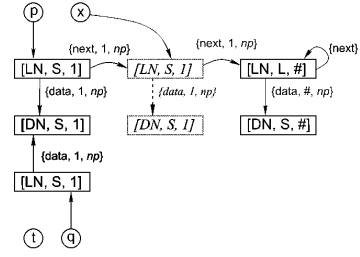 p
x
{next, 1, np}
{next, 1, np}
{next}
[LN, S, 1]
[LN, S, 1]
[LN, L, #]
{data, 1, np}
{data, 1, np}
{data, #, np}
[DN, S, 1]
[DN, S, 1]
[DN, S, #]
{data, 1, np}
[LN, S, 1]
t
q